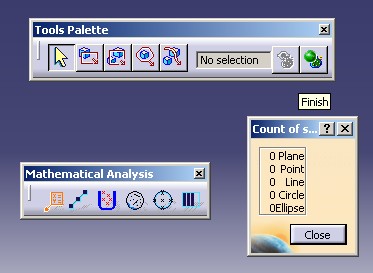 Tools Palette
No selection
Finish
Count of s...
0 Plane
0 Point
0 Line
0 Circle
0Ellipse
Close
Mathematical Analysis